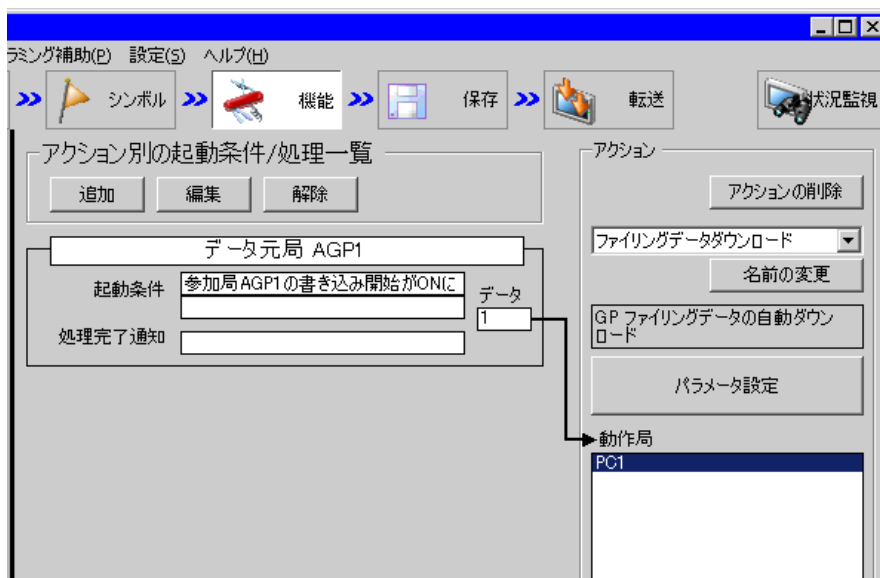 ラミング補助(P) 設定(S) ヘルプ(H)
シンボル 機能 保存 転送 状況監視
アクション別の起動条件/処理一覧
追加 編集 解除
データ元局 AGP1
起動条件 参加局AGP1の書き込み開始がON(こ
データ
1
処理完了通知
アクション
アクションの削除
ファイリングデータダウンロード
名前の変更
GP ファイリングデータの自動ダウン
ロード
パラメータ設定
動作局
PC1